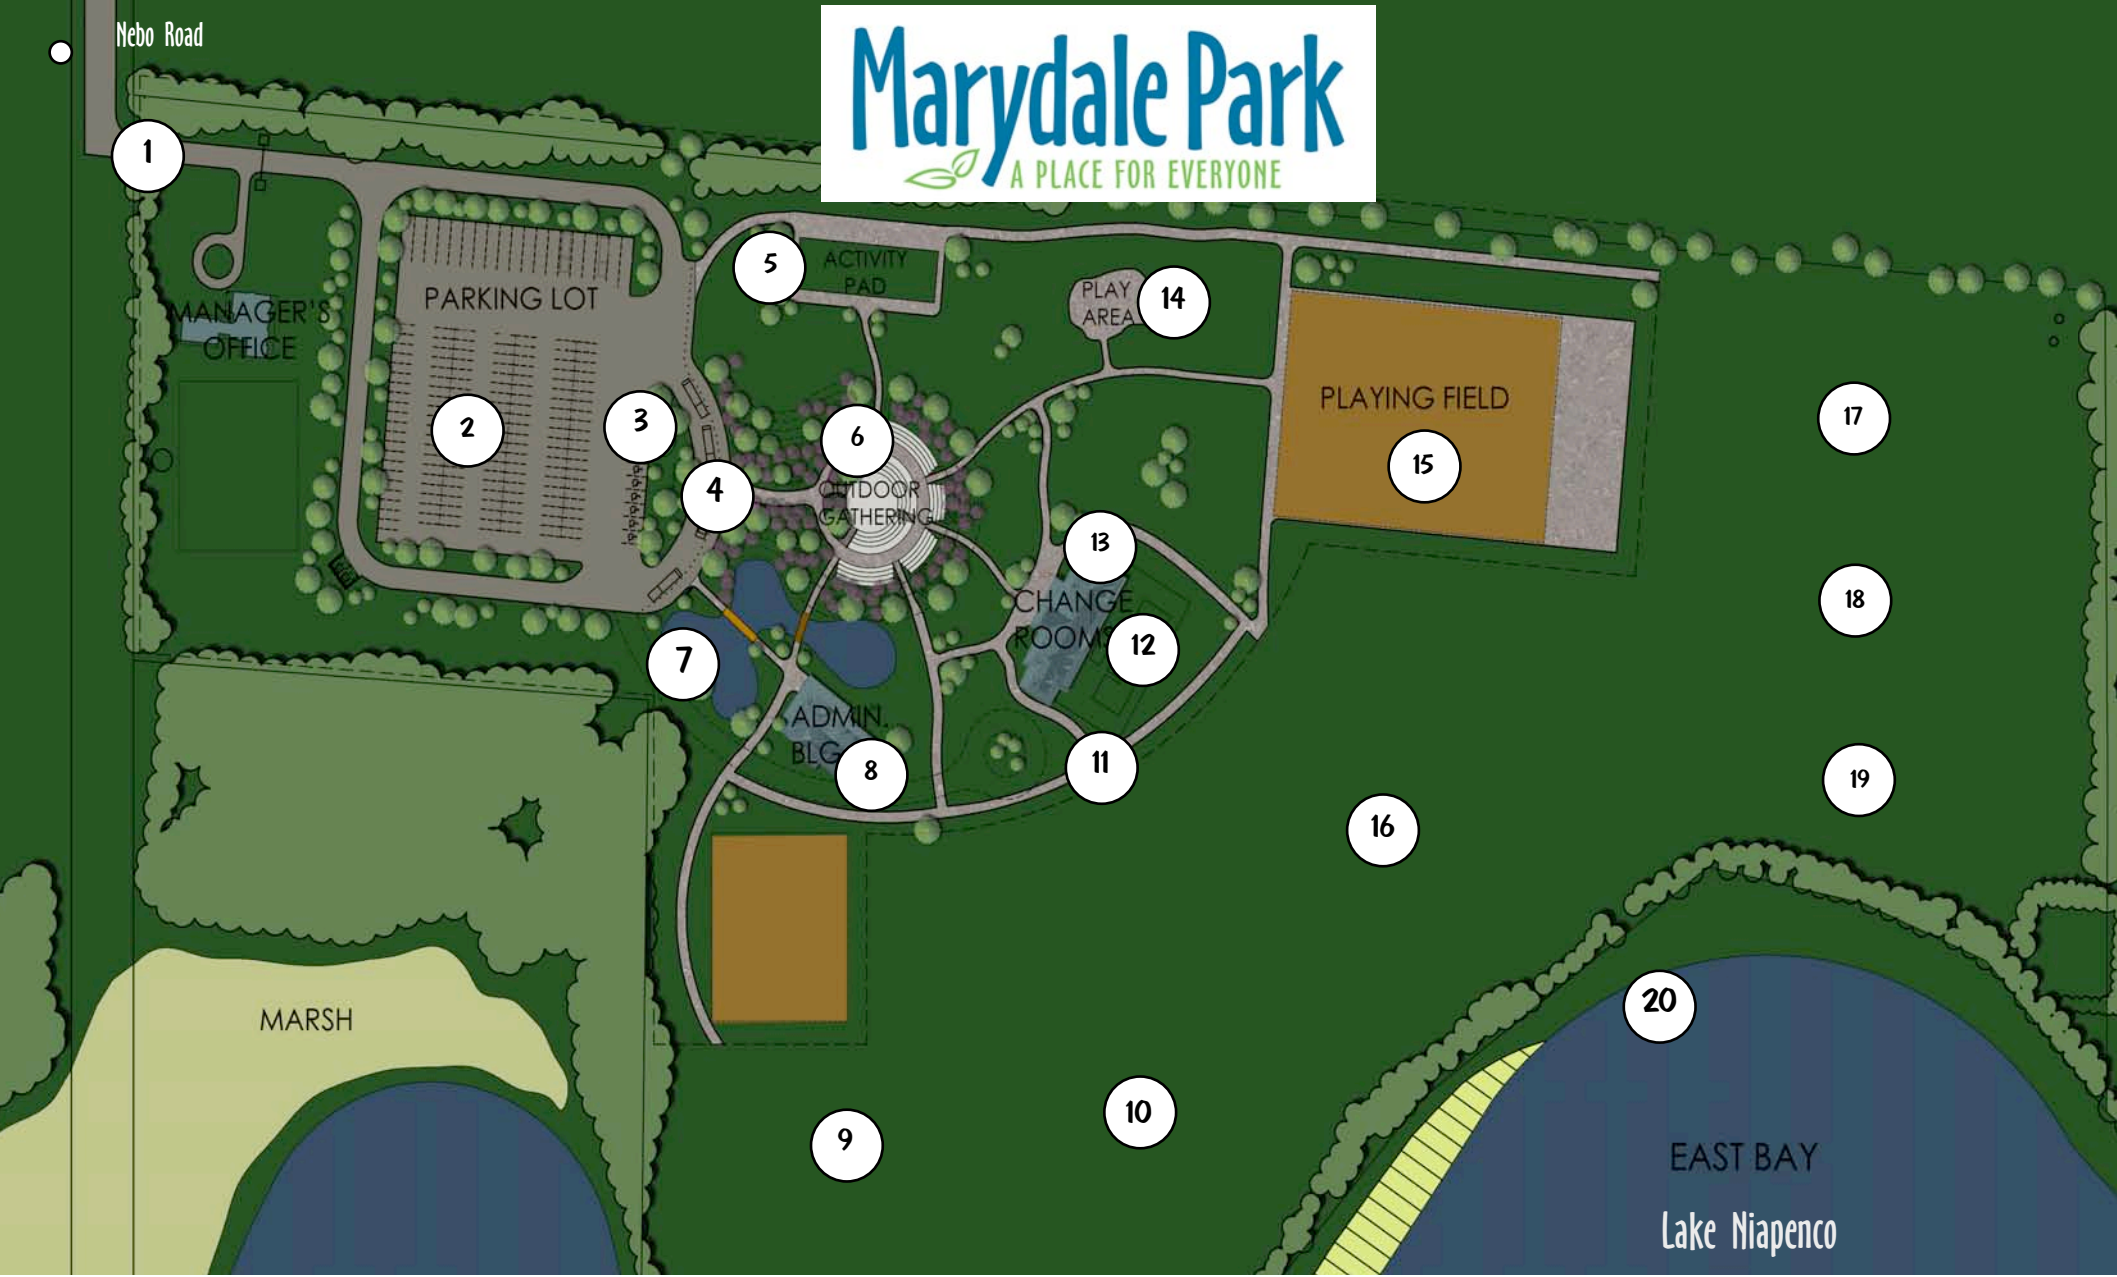 Nebo Road
Marydale Park
A PLACE FOR EVERYONE
1
5
ACTIVITY
PAD
PARKING LOT
PLAY
AREA
14
MANAGER'S
OFFICE
PLAYING FIELD
15
2
3
4
6
OUTDOOR
GATHERING
17
13
CHANGE
ROOMS
12
18
7
ADMIN.
BLG
8
11
19
16
MARSH
20
9
10
EAST BAY
Lake Niapenco